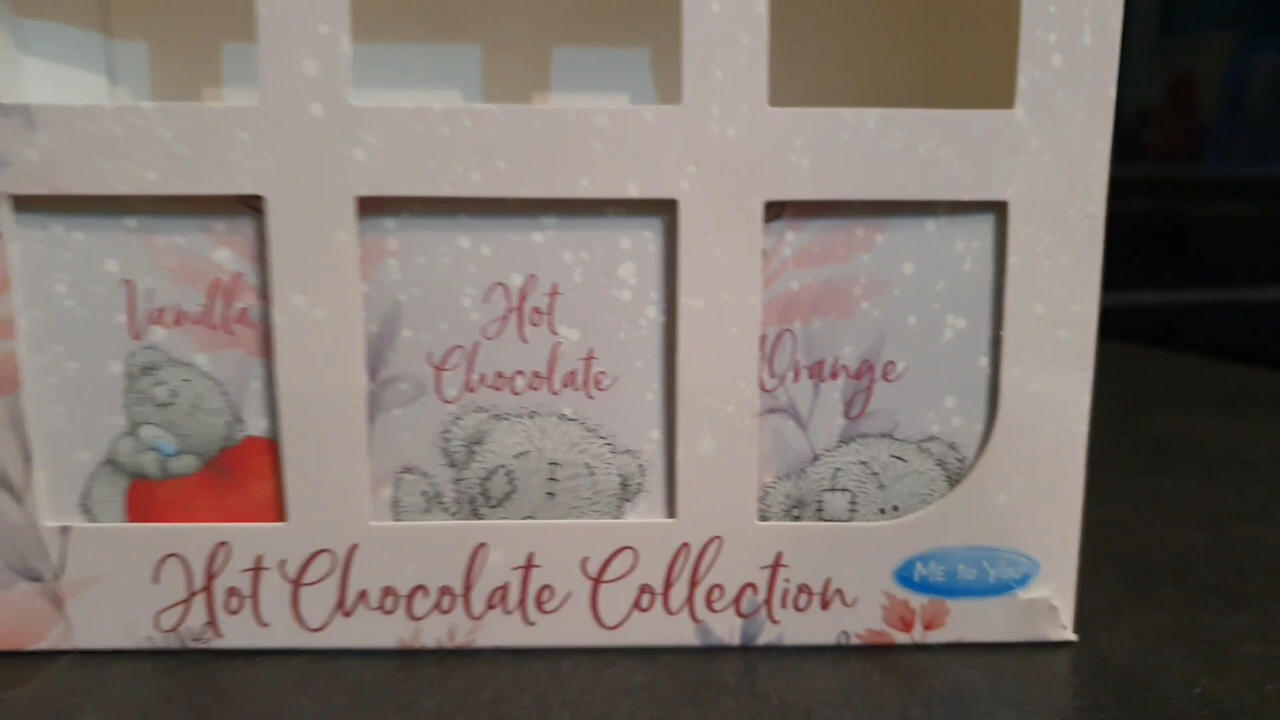 Vanilla
Hot
Chocolate
Orange
Hot Chocolate Collection
ME to YOU